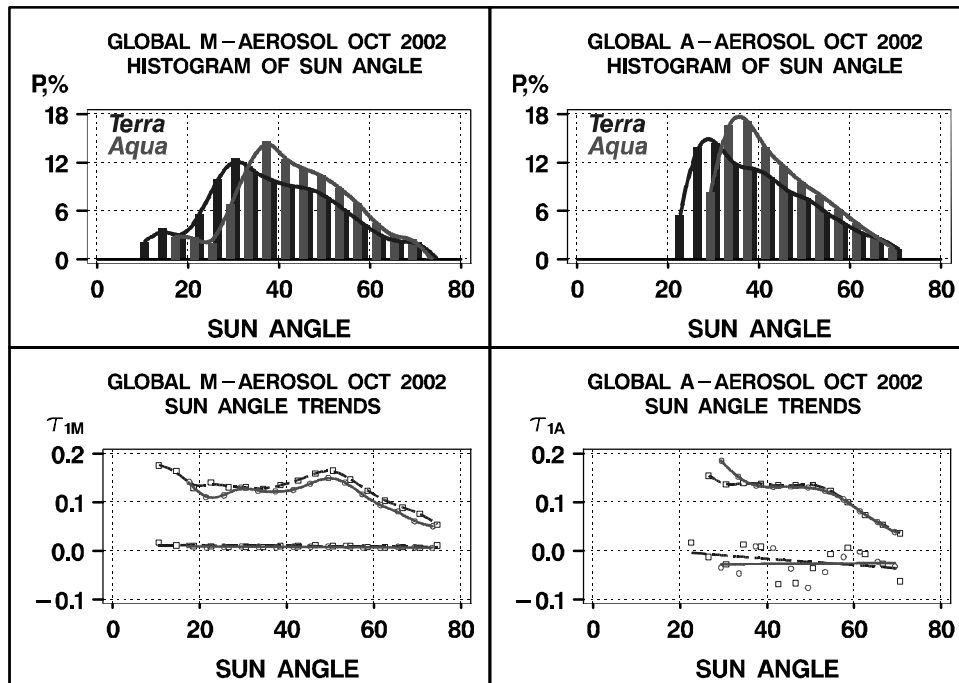 GLOBAL M-AEROSOL OCT 2002
HISTOGRAM OF SUN ANGLE
P,%
18
12
6
0
Terra
Aqua
0 20 40 60 80
SUN ANGLE
GLOBAL A-AEROSOL OCT 2002
HISTOGRAM OF SUN ANGLE
P,%
18
12
6
0
Terra
Aqua
0 20 40 60 80
SUN ANGLE
GLOBAL M-AEROSOL OCT 2002
SUN ANGLE TRENDS
τ1M
0.2
0.1
0.0
-0.1
0 20 40 60 80
SUN ANGLE
GLOBAL A-AEROSOL OCT 2002
SUN ANGLE TRENDS
τ1A
0.2
0.1
0.0
-0.1
0 20 40 60 80
SUN ANGLE